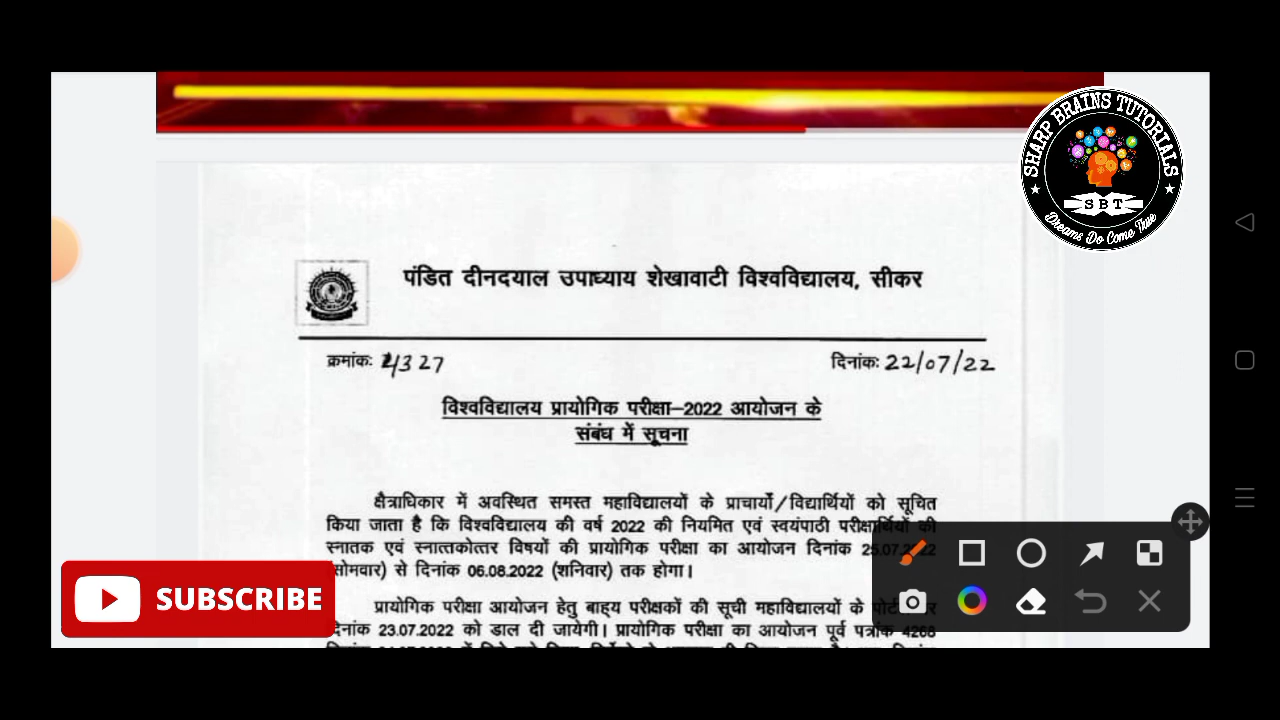 SHARP BRAINS TUTORIALS
SBT
Dreams Do Come True
पंडित दीनदयाल उपाध्याय शेखावाटी विश्वविद्यालय, सीकर
क्रमांक: 4327
दिनांक: 22/07/22
विश्वविद्यालय प्रायोगिक परीक्षा–2022 आयोजन के
संबंध में सूचना
क्षैत्राधिकार में अवस्थित समस्त महाविद्यालयों के प्राचार्यो/विद्यार्थियों को सूचित
किया जाता है कि विश्वविद्यालय की वर्ष 2022 की नियमित एवं स्वयंपाठी परीक्षार्थियों की
स्नातक एवं स्नात्तकोत्तर विषयों की प्रायोगिक परीक्षा का आयोजन दिनांक 25.07.2022
(सोमवार) से दिनांक 06.08.2022 (शनिवार) तक होगा।
प्रायोगिक परीक्षा आयोजन हेतु बाह्य परीक्षकों की सूची महाविद्यालयों के
दिनांक 23.07.2022 को डाल दी जायेगी। प्रायोगिक परीक्षा का आयोजन पूर्व पत्रांक 4268
SUBSCRIBE